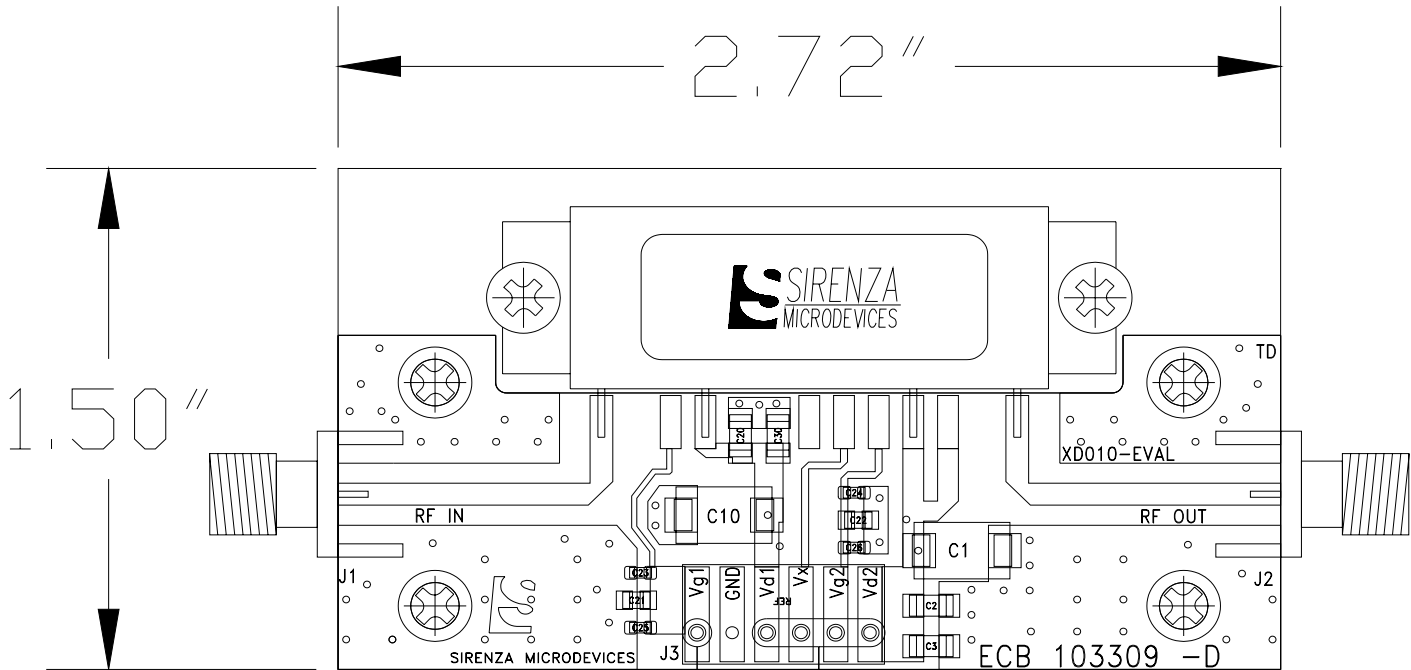 2.72"
1.50"
SIRENZA
MICRODEVICES
TD
XD010-EVAL
C20
C30
RF IN
C10
C24
C22
C26
RF OUT
C1
J1
J2
C23
C21
C25
Vg1
GND
Vd1
Vx
REF
Vg2
Vd2
C2
C3
SIRENZA MICRODEVICES
J3
ECB 103309 -D